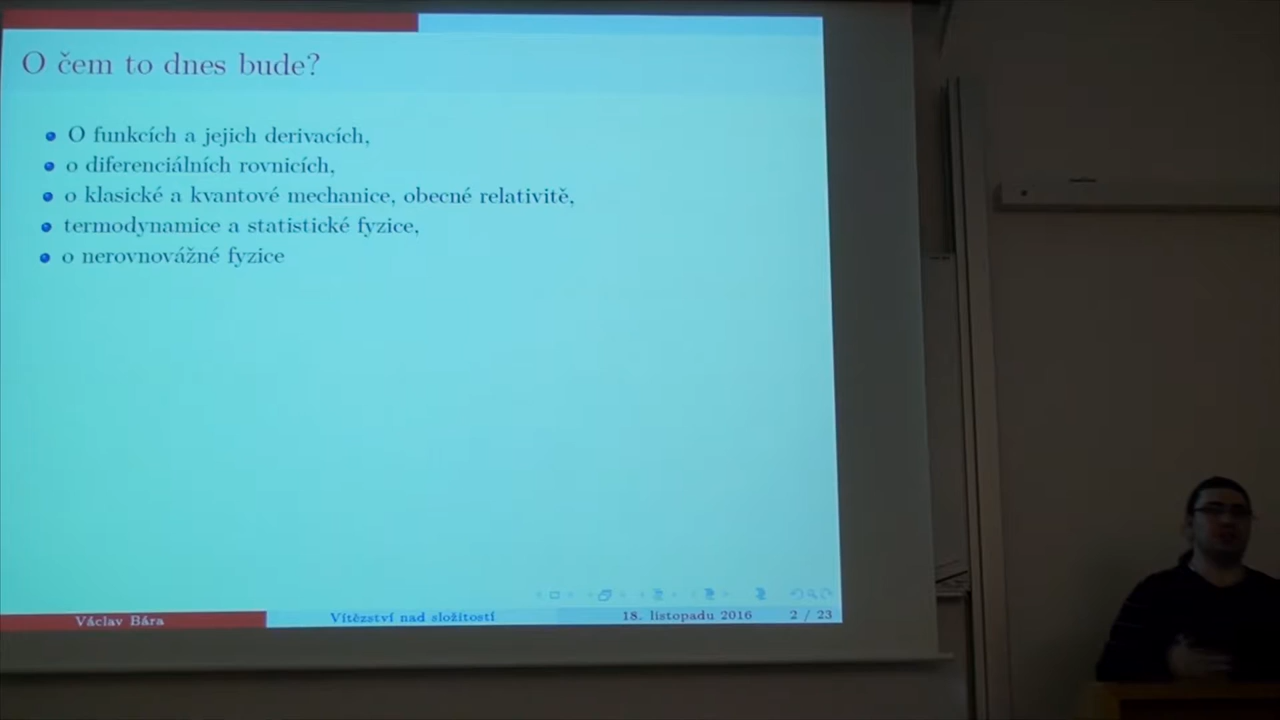 O čem to dnes bude?
O funkcích a jejich derivacích,
o diferenciálních rovnicích,
o klasické a kvantové mechanice, obecné relativitě,
termodynamice a statistické fyzice,
o nerovnovážné fyzice
Václav Bára
Vítězství nad složitostí
18. listopadu 2016
2 / 23